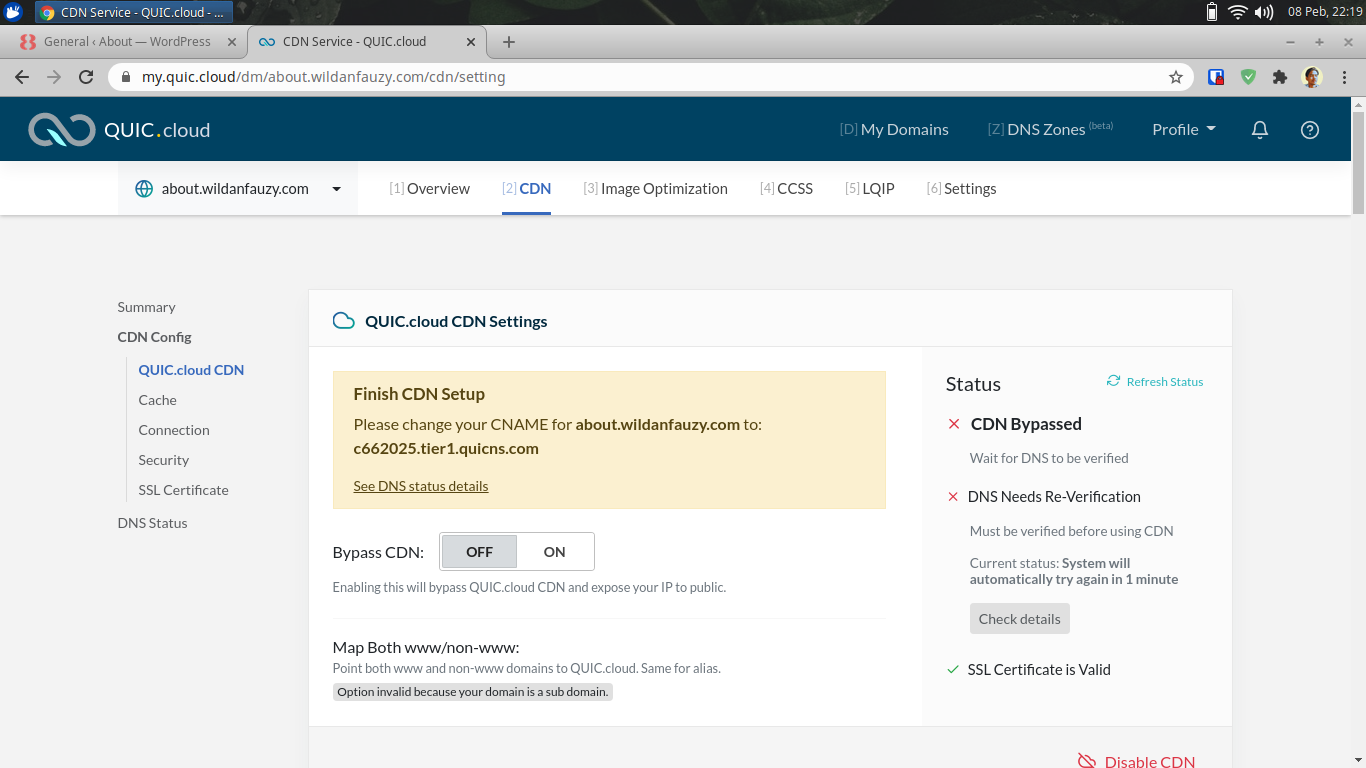 CDN Service - QUIC.cloud - ...
08 Peb, 22:19
General ‹ About — WordPress
CDN Service - QUIC.cloud
my.quic.cloud/dm/about.wildanfauzy.com/cdn/setting
QUIC.cloud
[D] My Domains
[Z] DNS Zones (beta)
Profile
about.wildanfauzy.com
[1] Overview
[2] CDN
[3] Image Optimization
[4] CCSS
[5] LQIP
[6] Settings
Summary
CDN Config
QUIC.cloud CDN
Cache
Connection
Security
SSL Certificate
DNS Status
QUIC.cloud CDN Settings
Finish CDN Setup
Please change your CNAME for about.wildanfauzy.com to:
c662025.tier1.quicns.com
See DNS status details
Bypass CDN:
OFF
ON
Enabling this will bypass QUIC.cloud CDN and expose your IP to public.
Map Both www/non-www:
Point both www and non-www domains to QUIC.cloud. Same for alias.
Option invalid because your domain is a sub domain.
Status
Refresh Status
CDN Bypassed
Wait for DNS to be verified
DNS Needs Re-Verification
Must be verified before using CDN
Current status: System will
automatically try again in 1 minute
Check details
SSL Certificate is Valid
Disable CDN